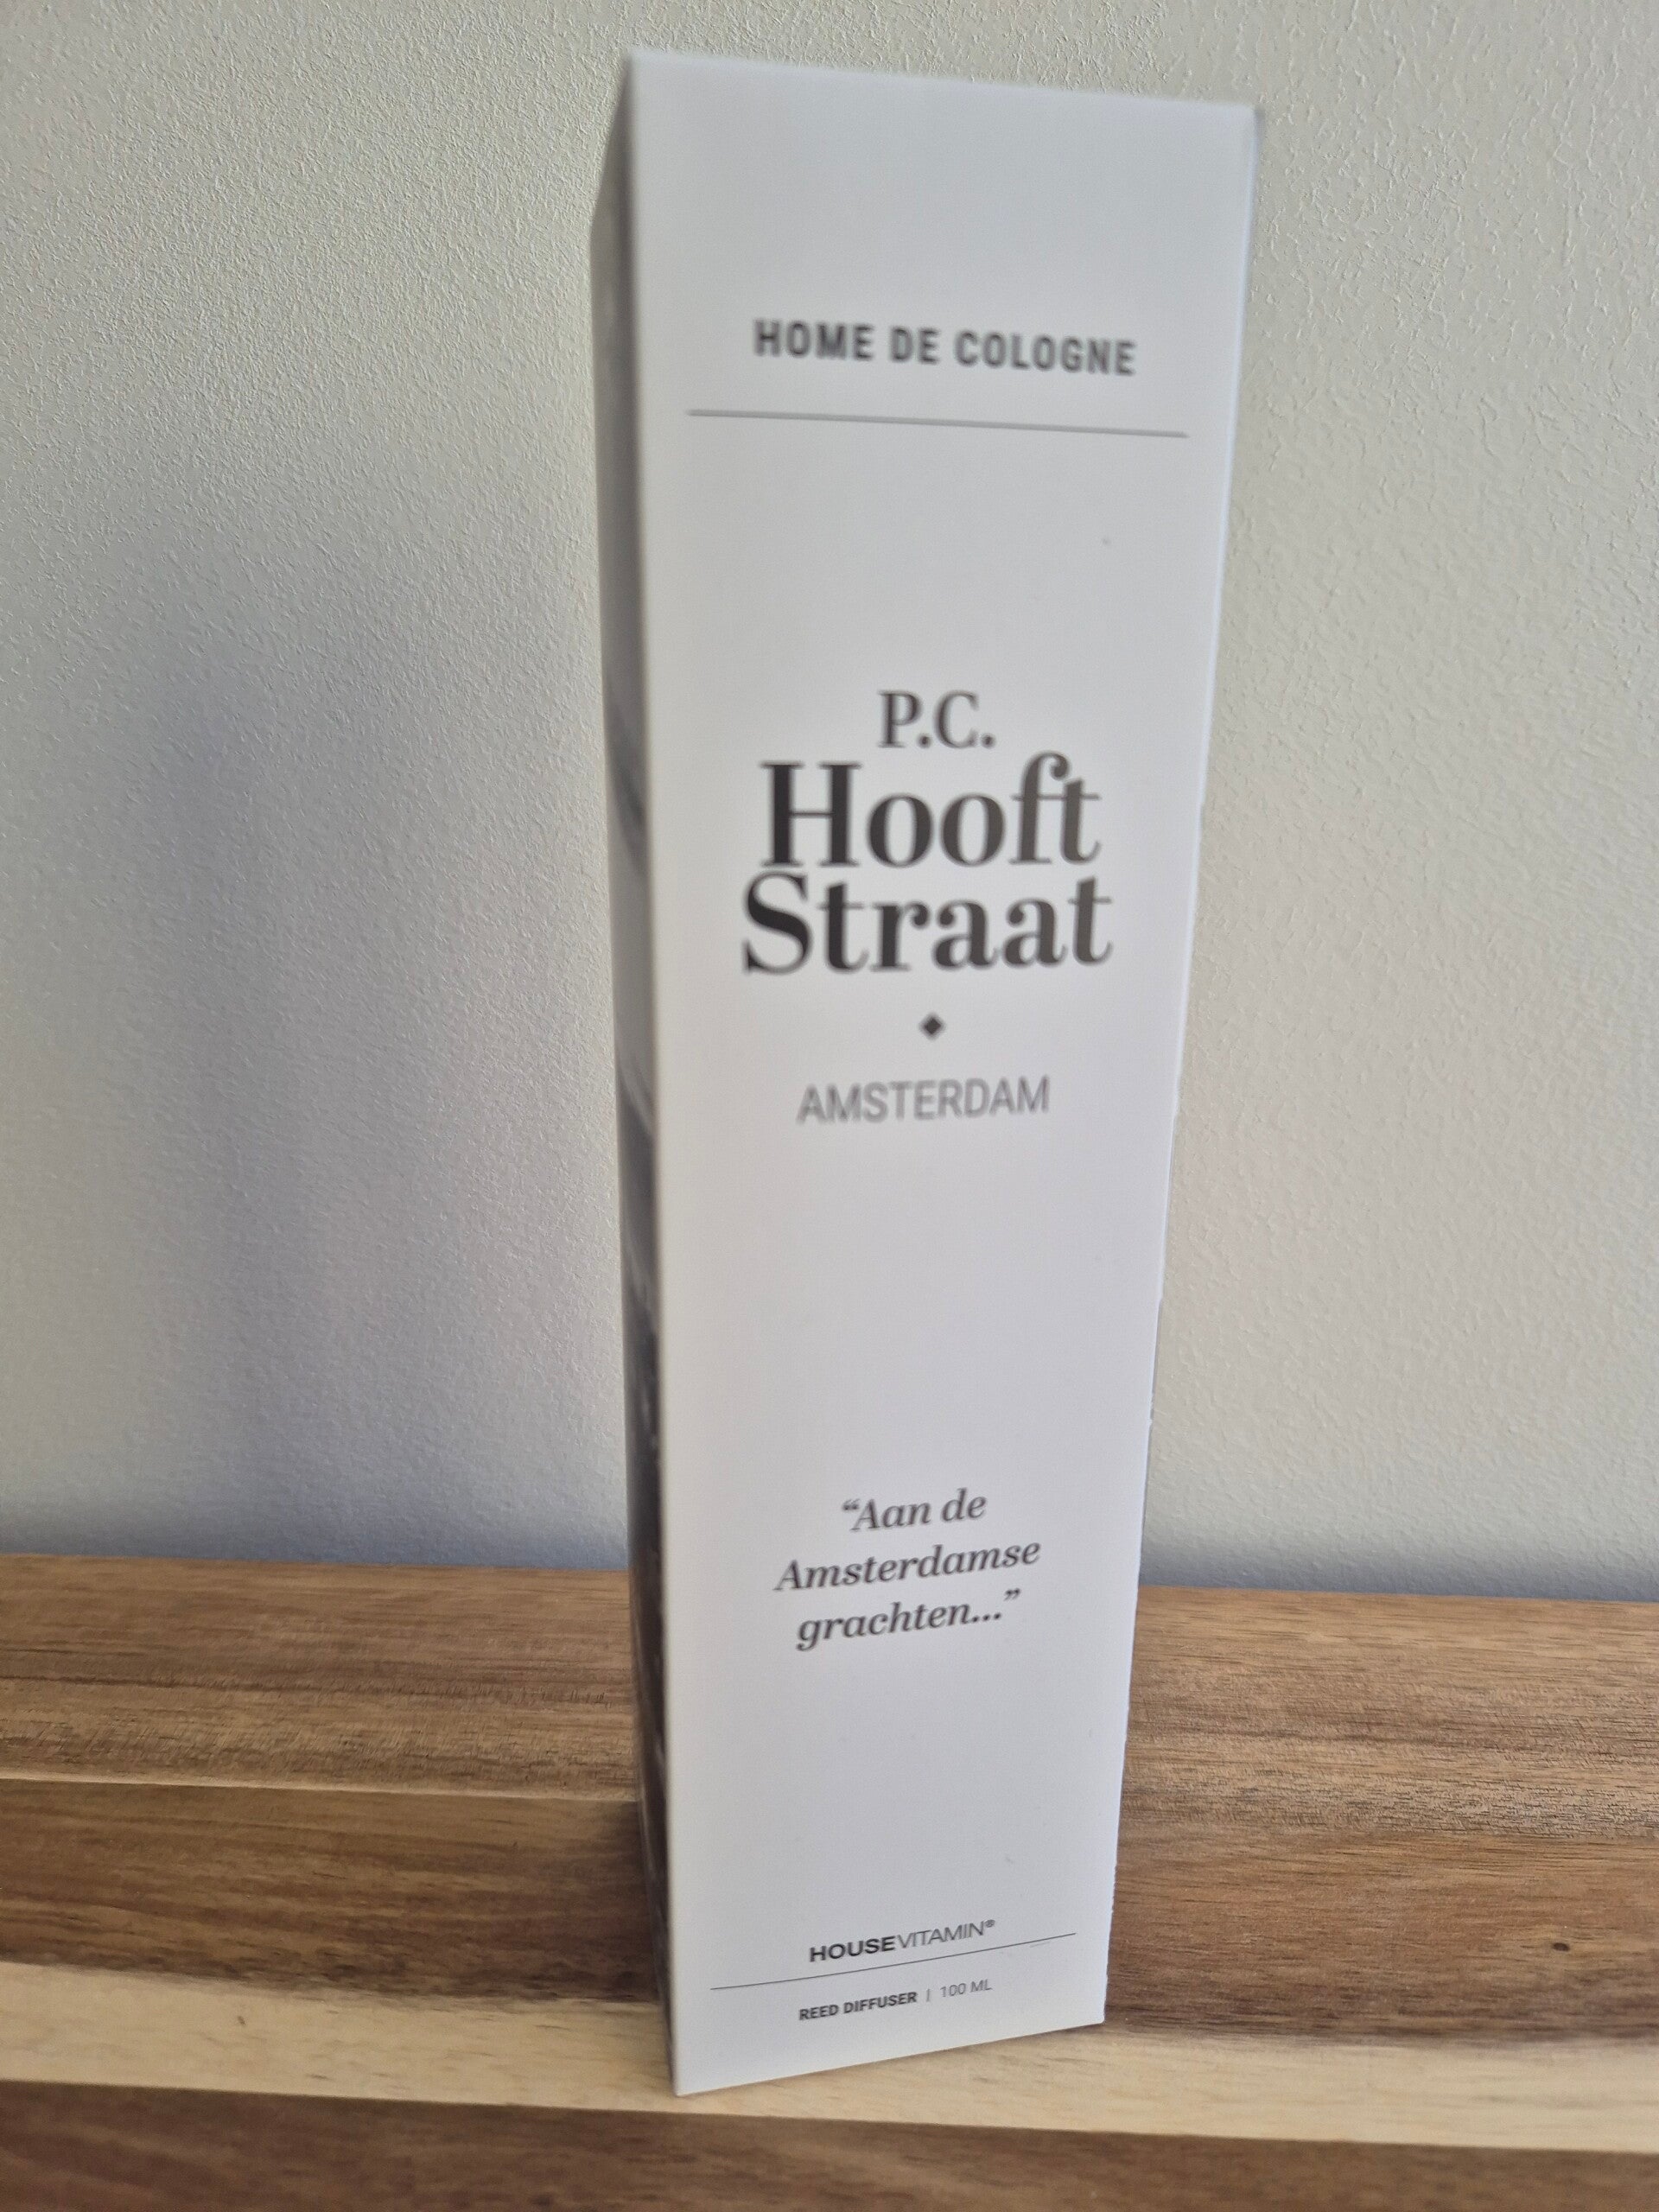 HOME DE COLOGNE
P.C.
Hooft
Straat
AMSTERDAM
“Aan de
Amsterdamse
grachten...”
HOUSEVITAMIN®
REED DIFFUSER | 100 ML